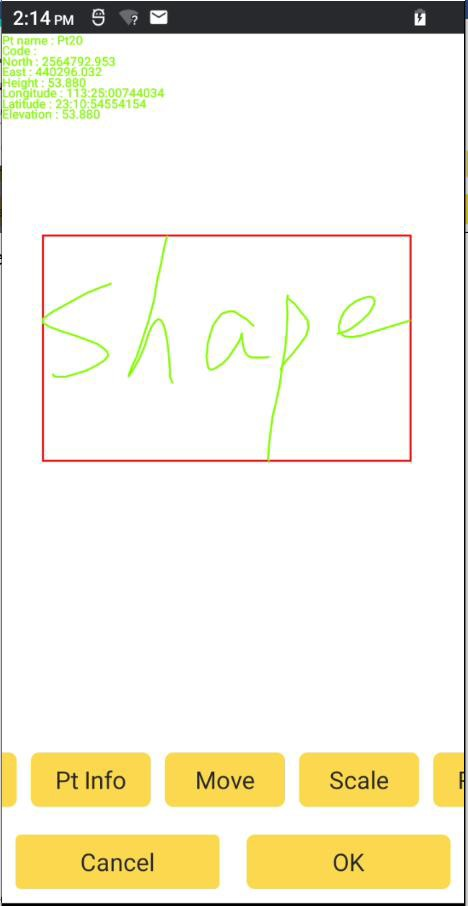 2:14 PM
Pt name : Pt20
Code :
North : 2564792.953
East : 440296.032
Height : 53.880
Longitude : 113:25:00744034
Latitude : 23:10:54554154
Elevation : 53.880
shape
Pt Info Move Scale
Cancel OK